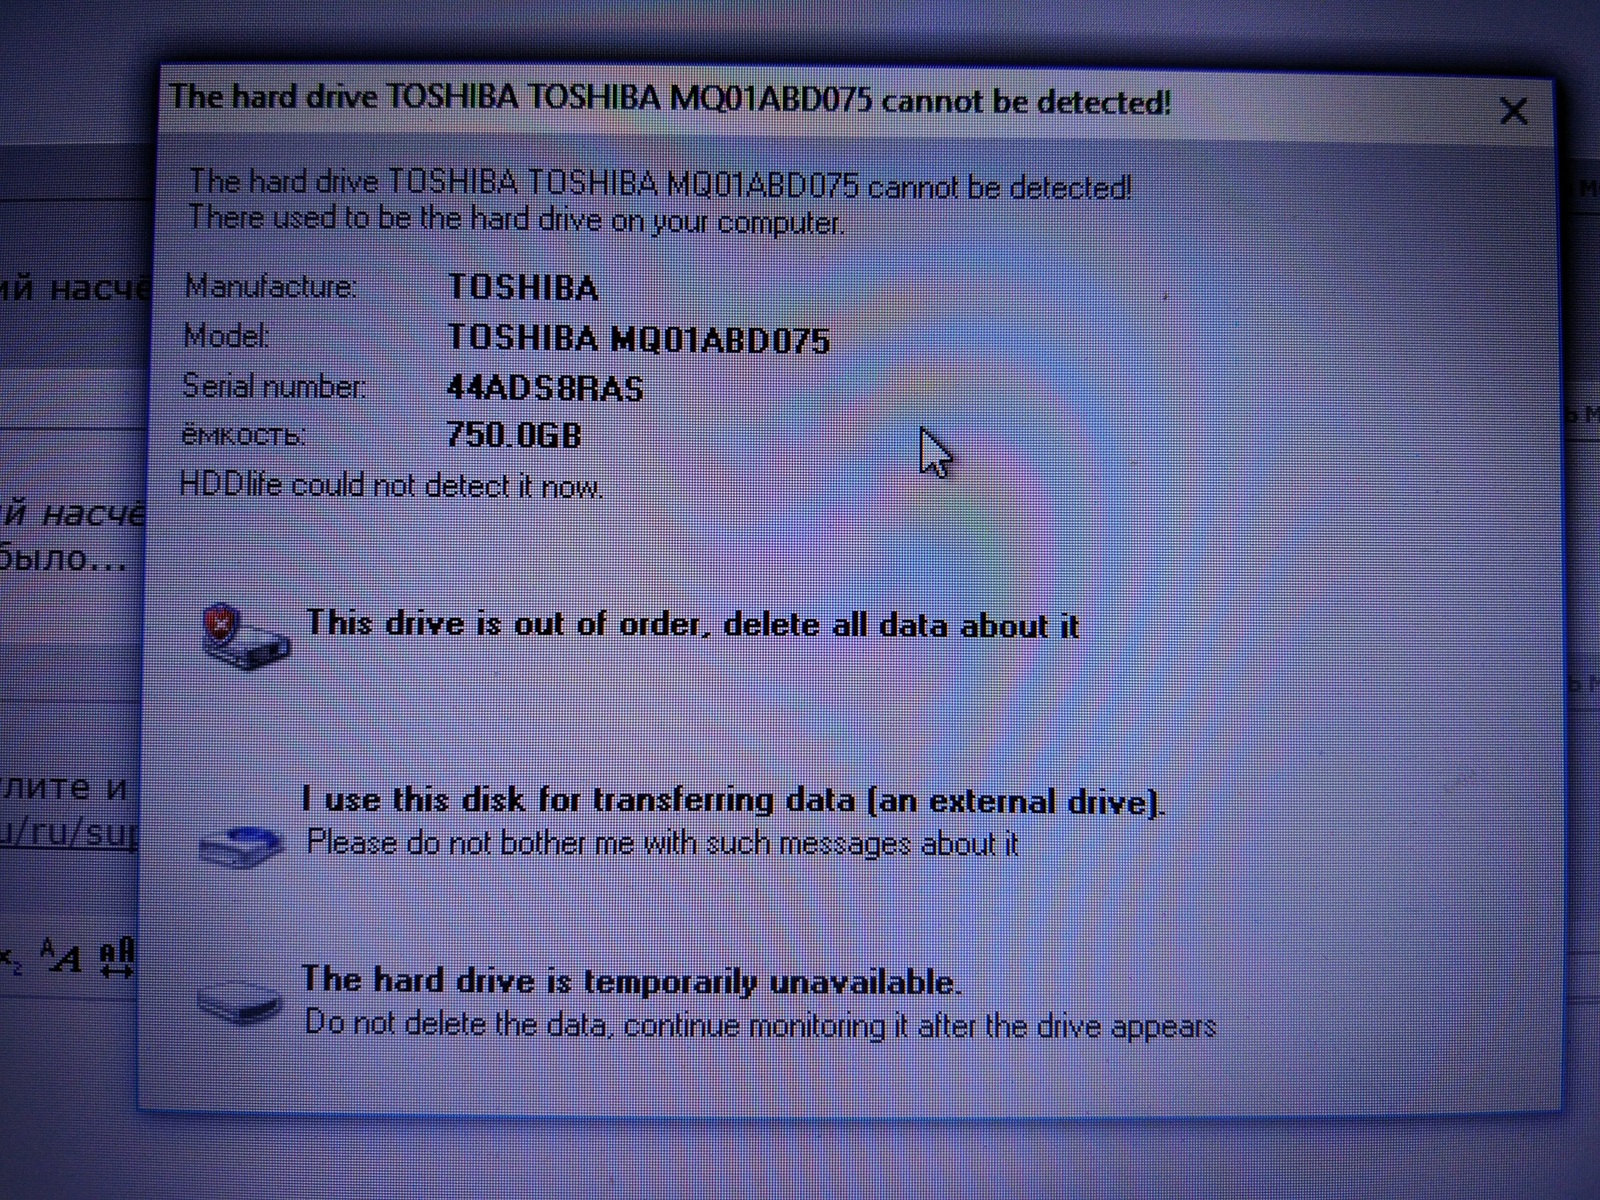 The hard drive TOSHIBA TOSHIBA MQ01ABD075 cannot be detected!
The hard drive TOSHIBA TOSHIBA MQ01ABD075 cannot be detected!
There used to be the hard drive on your computer.
Manufacture: TOSHIBA
Model: TOSHIBA MQ01ABD075
Serial number: 44ADS8RAS
ёмкость: 750.0GB
HDDlife could not detect it now.
This drive is out of order, delete all data about it
I use this disk for transferring data (an external drive).
Please do not bother me with such messages about it
The hard drive is temporarily unavailable.
Do not delete the data, continue monitoring it after the drive appears
ий насчё
й насчё
было...
лите и
u/ru/sup
x₂ AA aA